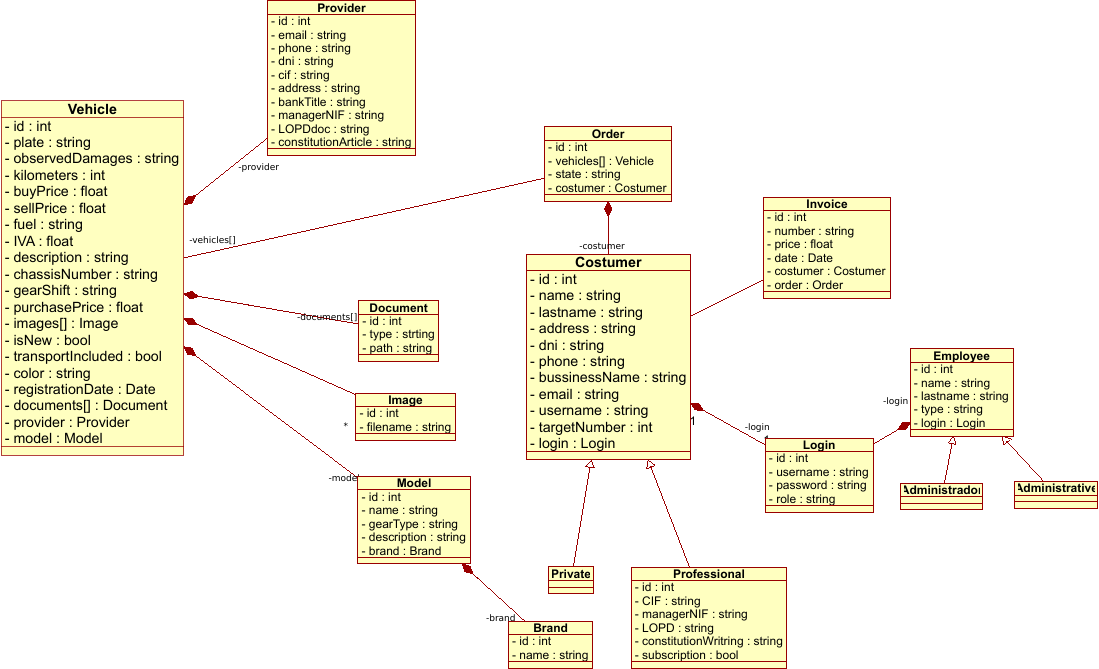 Provider
- id : int
- email : string
- phone : string
- dni : string
- cif : string
- address : string
- bankTitle : string
- managerNIF : string
- LOPDdoc : string
- constitutionArticle : string
Vehicle
- id : int
- plate : string
- observedDamages : string
- kilometers : int
- buyPrice : float
- sellPrice : float
- fuel : string
- IVA : float
- description : string
- chassisNumber : string
- gearShift : string
- purchasePrice : float
- images[] : Image
- isNew : bool
- transportIncluded : bool
- color : string
- registrationDate : Date
- documents[] : Document
- provider : Provider
- model : Model
-provider
-vehicles[]
-documents[]
*
-mode
Order
- id : int
- vehicles[] : Vehicle
- state : string
- costumer : Costumer
-costumer
Costumer
- id : int
- name : string
- lastname : string
- address : string
- dni : string
- phone : string
- bussinessName : string
- email : string
- username : string
- targetNumber : int
- login : Login
Invoice
- id : int
- number : string
- price : float
- date : Date
- costumer : Costumer
- order : Order
Document
- id : int
- type : strting
- path : string
Image
- id : int
- filename : string
Model
- id : int
- name : string
- gearType : string
- description : string
- brand : Brand
-brand
Brand
- id : int
- name : string
Private
Professional
- id : int
- CIF : string
- managerNIF : string
- LOPD : string
- constitutionWritring : string
- subscription : bool
1
-login
Login
- id : int
- username : string
- password : string
- role : string
-login
Employee
- id : int
- name : string
- lastname : string
- type : string
- login : Login
Administrador
Administrative